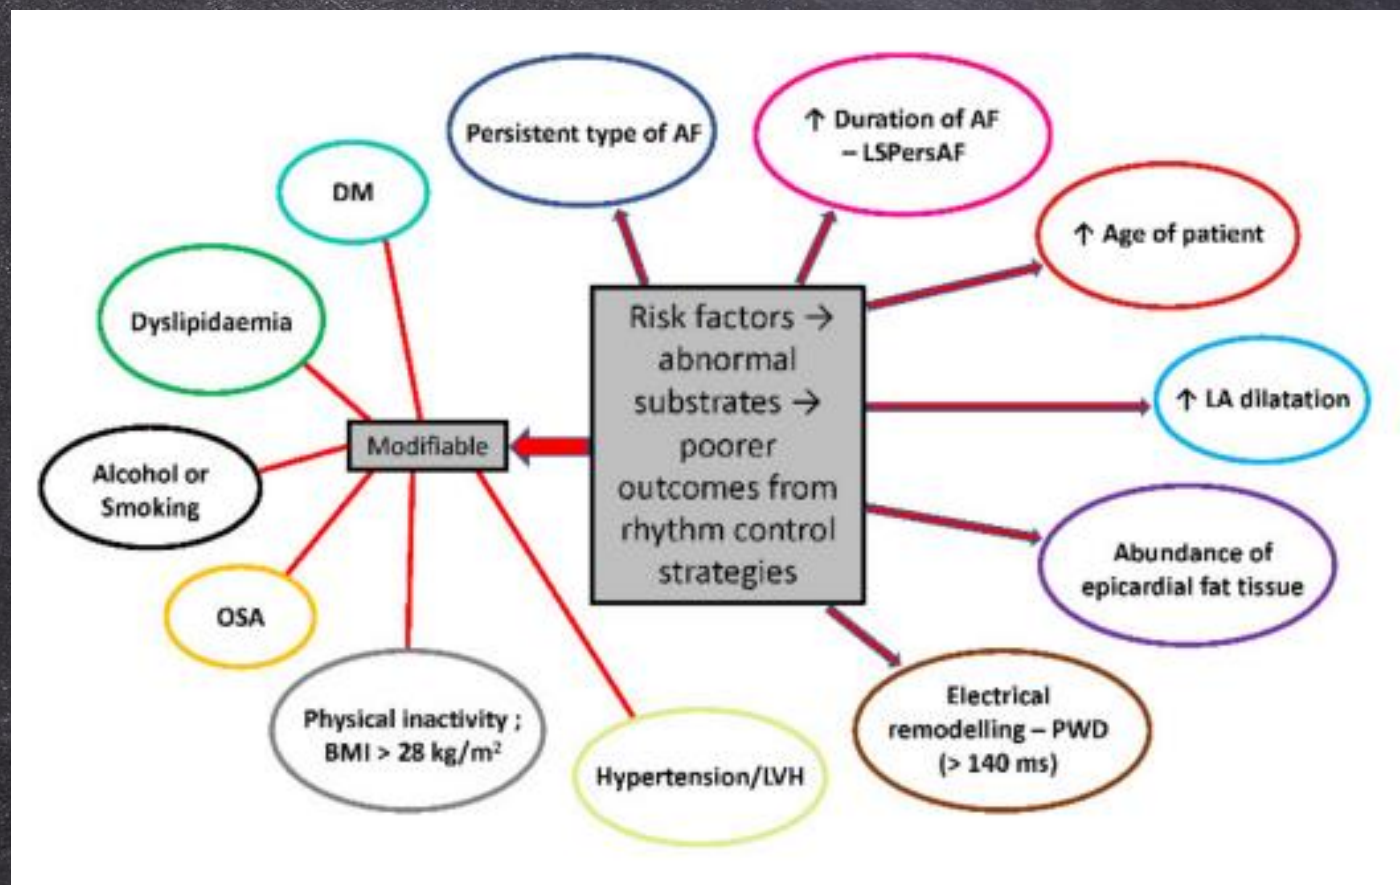 Persistent type of AF
↑ Duration of AF
– LSPersAF
DM
↑ Age of patient
Dyslipidaemia
Risk factors →
abnormal
substrates →
poorer
outcomes from
rhythm control
strategies
↑ LA dilatation
Modifiable
Alcohol or
Smoking
Abundance of
epicardial fat tissue
OSA
Physical inactivity ;
BMI > 28 kg/m²
Hypertension/LVH
Electrical
remodelling – PWD
(> 140 ms)